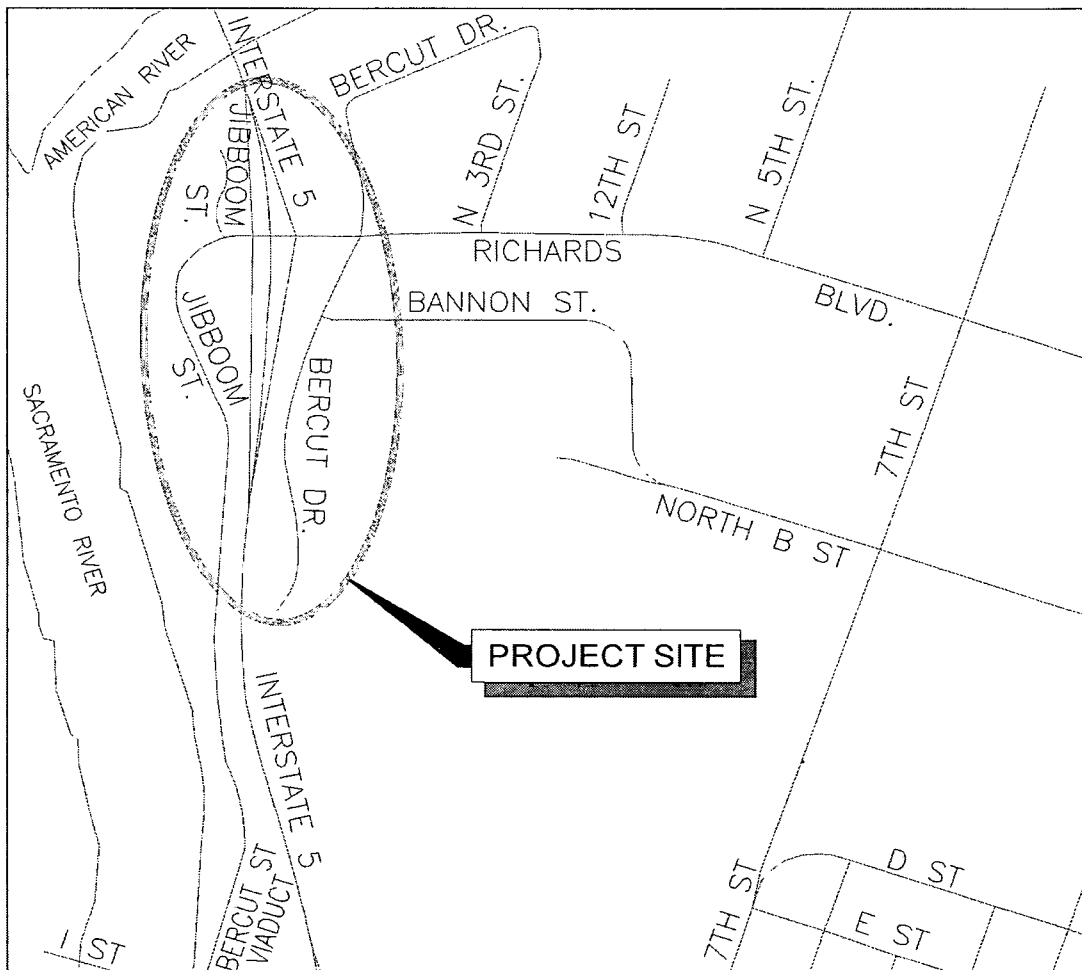 AMERICAN RIVER
INTERSTATE 5
BERCUT DR.
JIBBOOM
ST.
N 3RD ST.
12TH ST
N 5TH ST.
RICHARDS
BLVD.
BANNON ST.
JIBBOOM
ST.
BERCUT DR.
7TH ST
SACRAMENTO RIVER
NORTH B ST
PROJECT SITE
INTERSTATE 5
BERCUT ST
VIADUCT
I ST
7TH ST
D ST
E ST